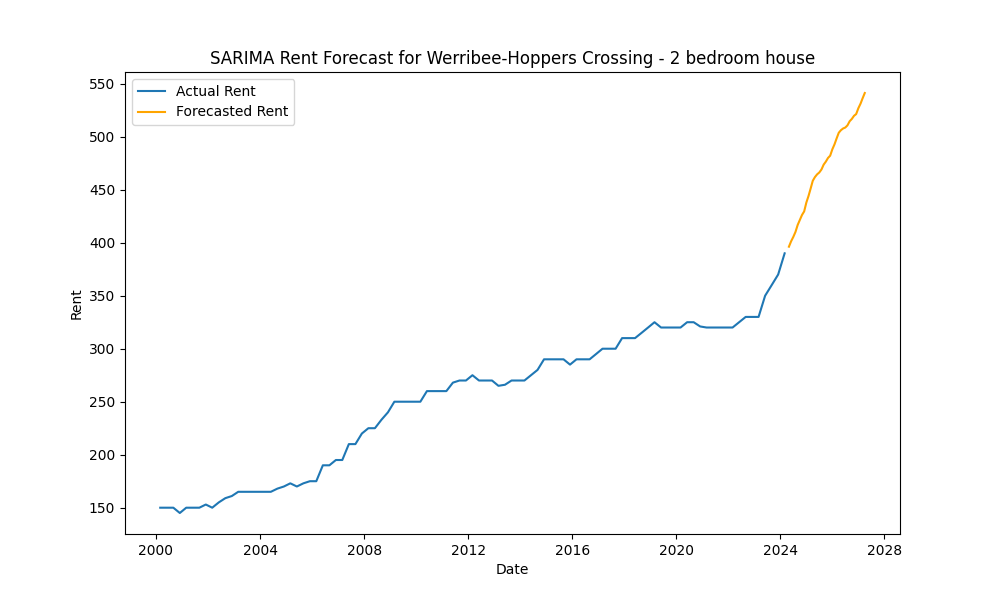 SARIMA Rent Forecast for Werribee-Hoppers Crossing - 2 bedroom house
Actual Rent
Forecasted Rent
550
500
450
400
350
300
250
200
150
Rent
2000 2004 2008 2012 2016 2020 2024 2028
Date